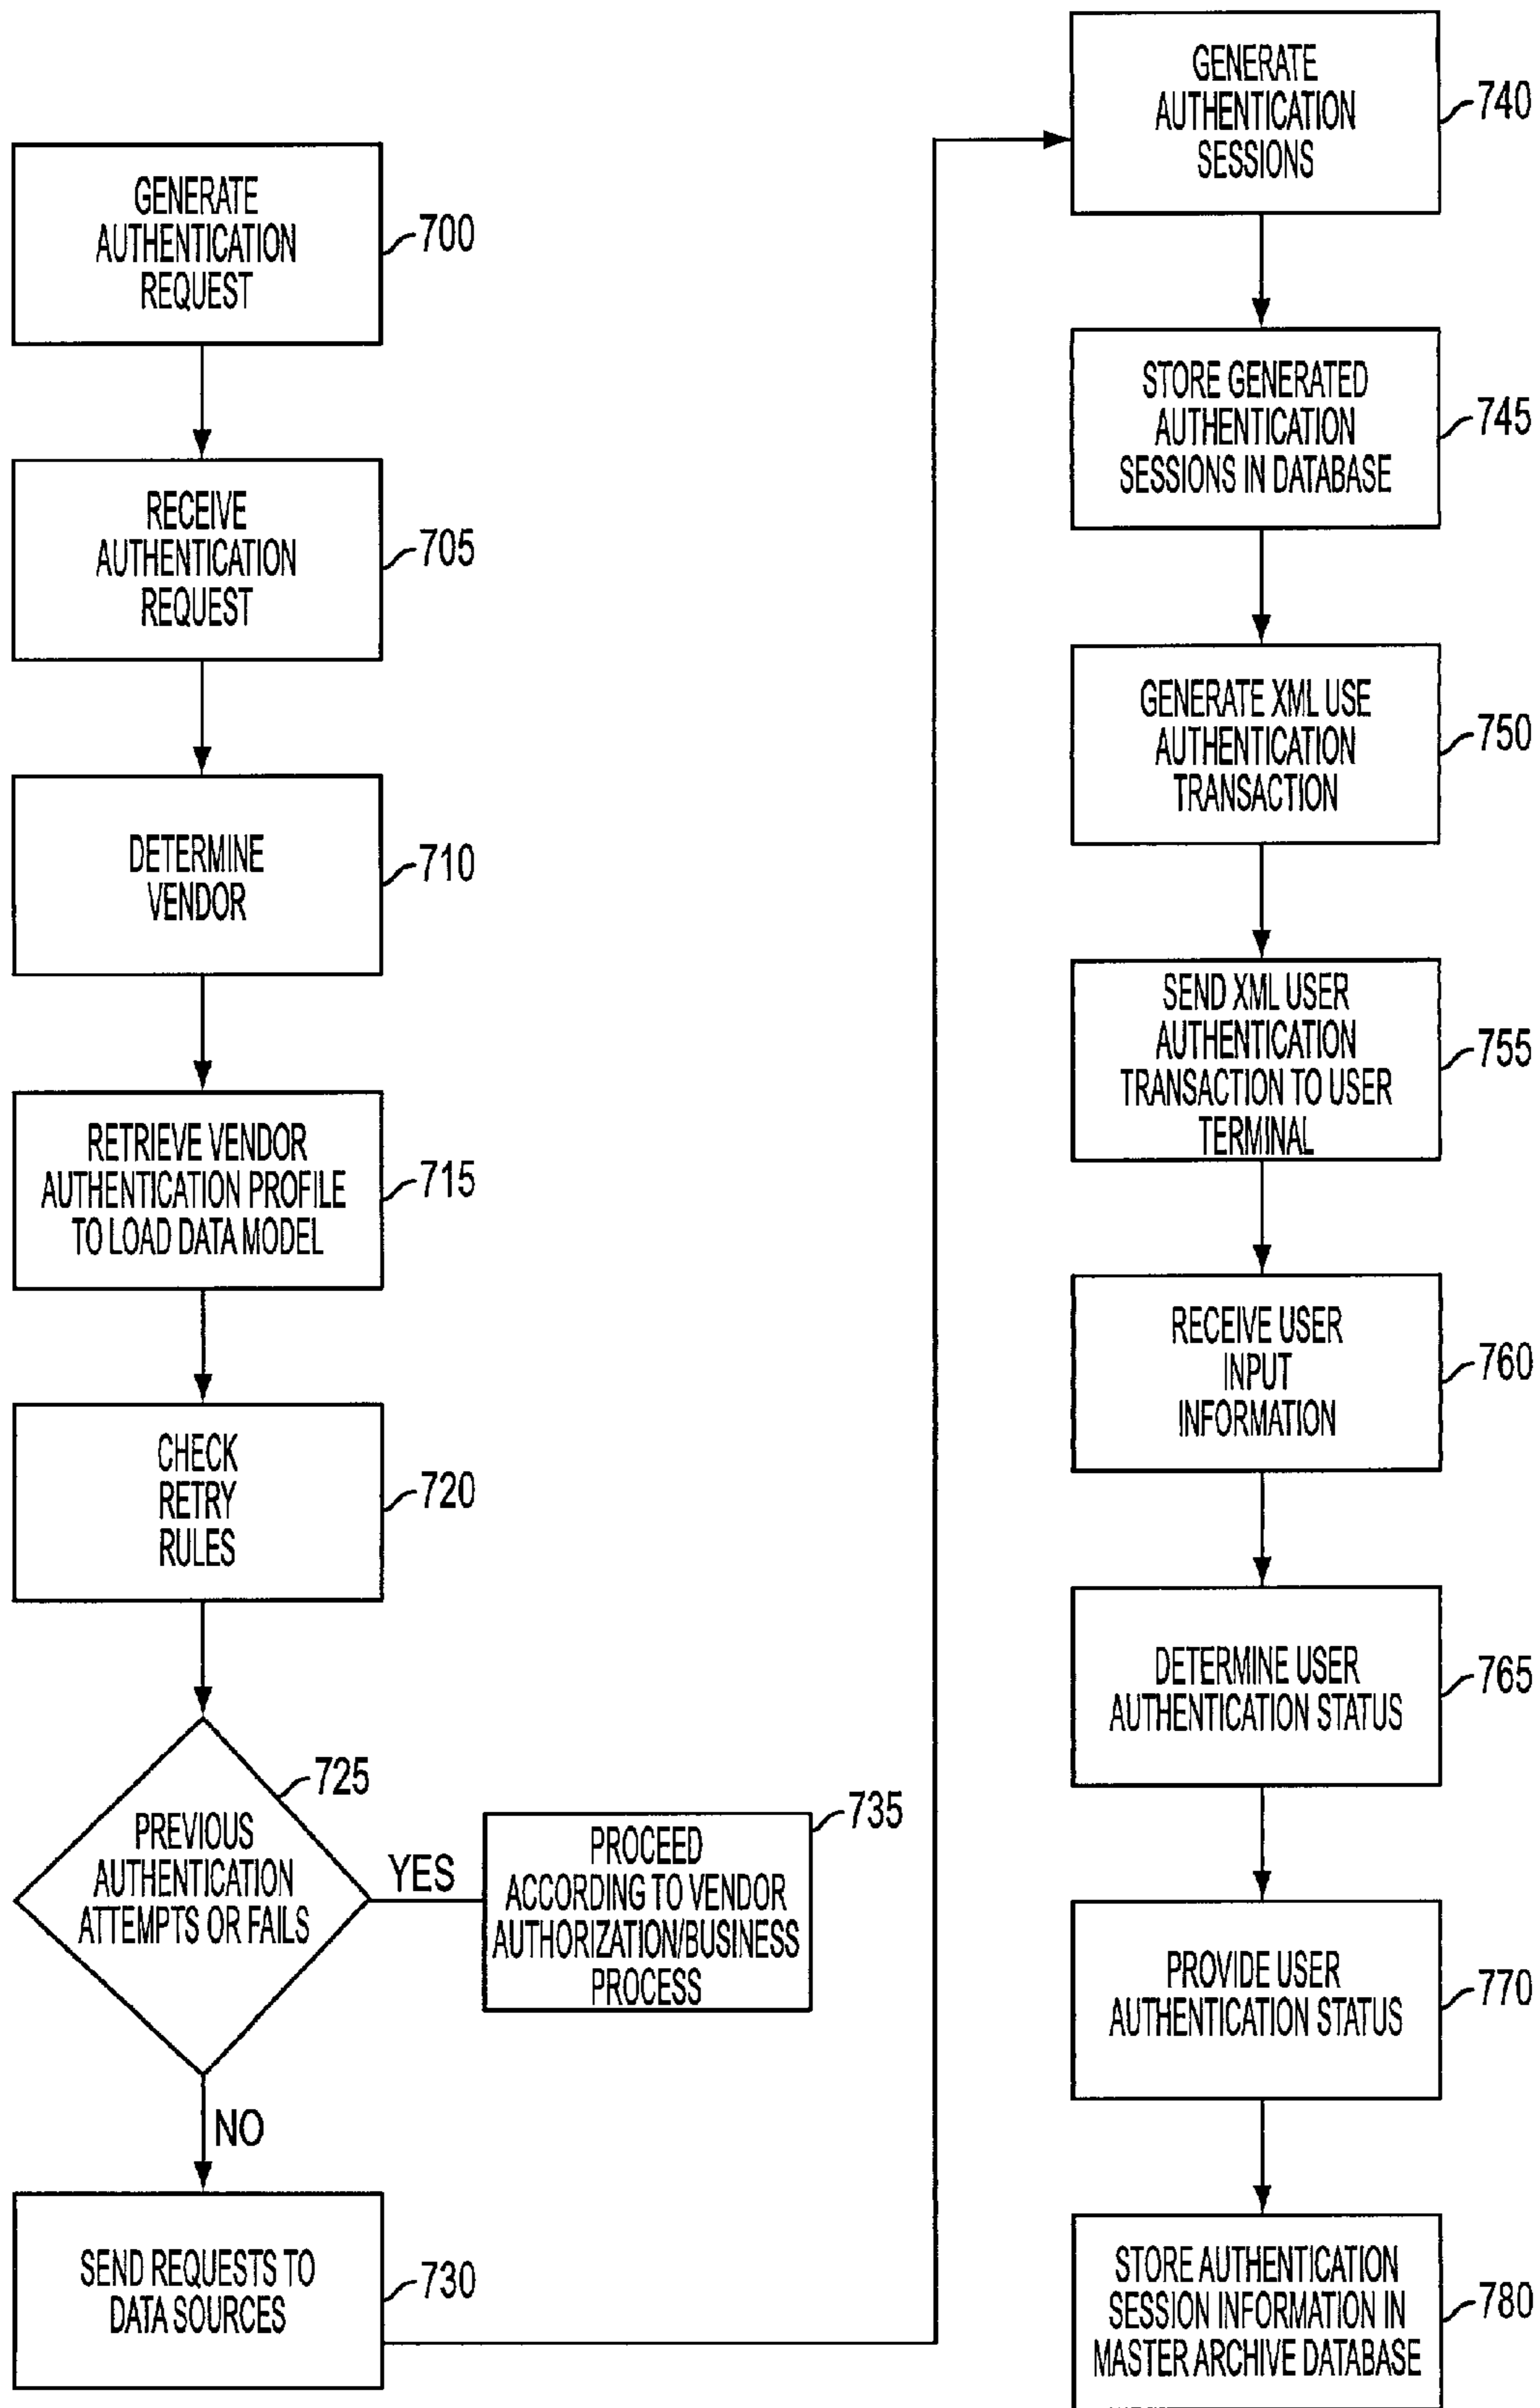 GENERATE
AUTHENTICATION
REQUEST
700
RECEIVE
AUTHENTICATION
REQUEST
705
DETERMINE
VENDOR
710
RETRIEVE VENDOR
AUTHENTICATION PROFILE
TO LOAD DATA MODEL
715
CHECK
RETRY
RULES
720
725
PREVIOUS
AUTHENTICATION
ATTEMPTS OR FAILS
YES
735
PROCEED
ACCORDING TO VENDOR
AUTHORIZATION/BUSINESS
PROCESS
NO
SEND REQUESTS TO
DATA SOURCES
730
GENERATE
AUTHENTICATION
SESSIONS
740
STORE GENERATED
AUTHENTICATION
SESSIONS IN DATABASE
745
GENERATE XML USE
AUTHENTICATION
TRANSACTION
750
SEND XML USER
AUTHENTICATION
TRANSACTION TO USER
TERMINAL
755
RECEIVE USER
INPUT
INFORMATION
760
DETERMINE USER
AUTHENTICATION STATUS
765
PROVIDE USER
AUTHENTICATION STATUS
770
STORE AUTHENTICATION
SESSION INFORMATION IN
MASTER ARCHIVE DATABASE
780